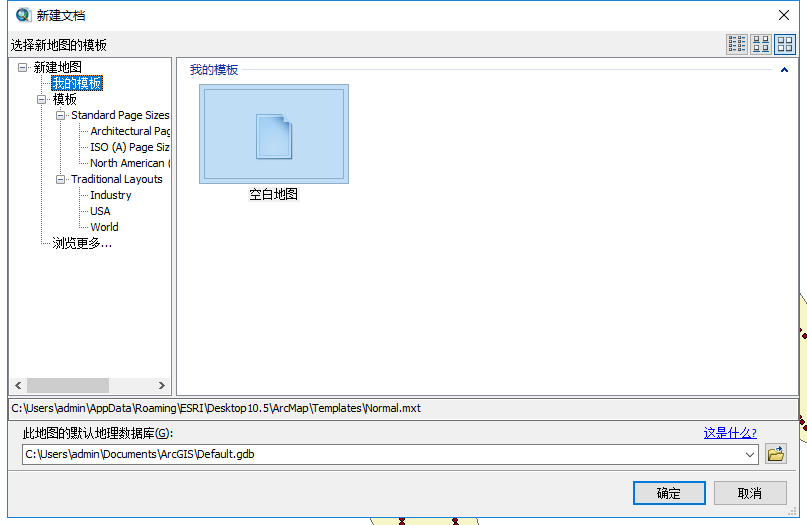 新建文档
选择新地图的模板
新建地图
我的模板
模板
Standard Page Sizes
Architectural Pag
ISO (A) Page Siz
North American (
Traditional Layouts
Industry
USA
World
浏览更多...
我的模板
空白地图
C:\Users\admin\AppData\Roaming\ESRI\Desktop10.5\ArcMap\Templates\Normal.mxt
此地图的默认地理数据库(G):
这是什么?
C:\Users\admin\Documents\ArcGIS\Default.gdb
确定
取消